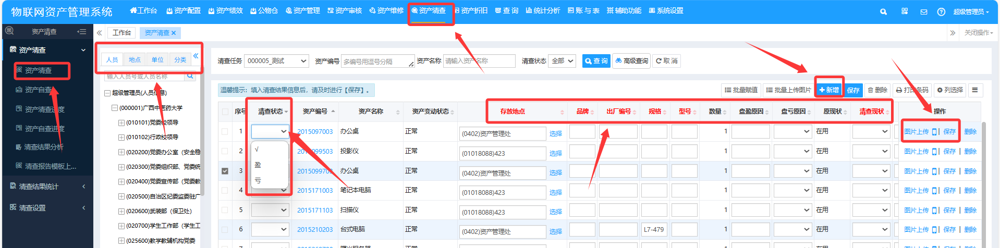 物联网资产管理系统
工作台 资产配置 资产绩效 公物仓 资产管理 资产审核 资产维修 资产清查 资产折旧 查 询 统计分析 账 与 表 辅助功能 系统设置
超级管理员
资产清查
工作台 资产清查 ×
关闭操作
资产清查
资产清查
资产自查
资产清查进度
资产自查进度
清查结果分析
清查报告模板上...
清查结果统计
清查设置
人员 地点 单位 分类
输入人员号或人员名称
超级管理员(人员信息)
(000001)广西中医药大学
(010101)党委校领导
(010102)行政校领导
(020200)党委办公室（安全稳
(020300)党委组织部、党委统
(020400)党委宣传部（党委教
(020500)自治区纪委监委驻广
(020600)武装部（保卫处）
(020700)学生工作部（学生工
(025600)教学教辅机构党委
清查任务 000005_测试 资产编号 多编号用逗号分隔 资产名称 请输入资产名称 清查状态 全部 查 询 高级查询 取 消
温馨提示：填入清查结果信息后，请及时进行【保存】。
批量赋值 批量上传图片 新增 保存 删除 打印条码 列选择
序号 清查状态 资产编号 资产名称 资产变动状态 存放地点 品牌 出厂编号 规格 型号 数量 盘盈原因 盘亏原因 原现状 清查现状 操作
1 2015097003 办公桌 正常 (0402)资产管理处 选择 1 在用 图片上传 | 保存 | 删除
√
盈
亏
2 2015099503 投影仪 正常 (01018088)423 选择 1 在用 图片上传 | 保存 | 删除
3 2015099703 办公桌 正常 (0402)资产管理处 选择 1 在用 图片上传 | 保存 | 删除
4 2015171003 笔记本电脑 正常 (01018088)423 选择 1 在用 图片上传 | 保存 | 删除
5 2015171103 扫描仪 正常 (01018088)423 选择 1 在用 图片上传 | 保存 | 删除
6 2015210203 台式电脑 正常 (0402)资产管理处 选择 L7-479 1 在用 图片上传 | 保存 | 删除